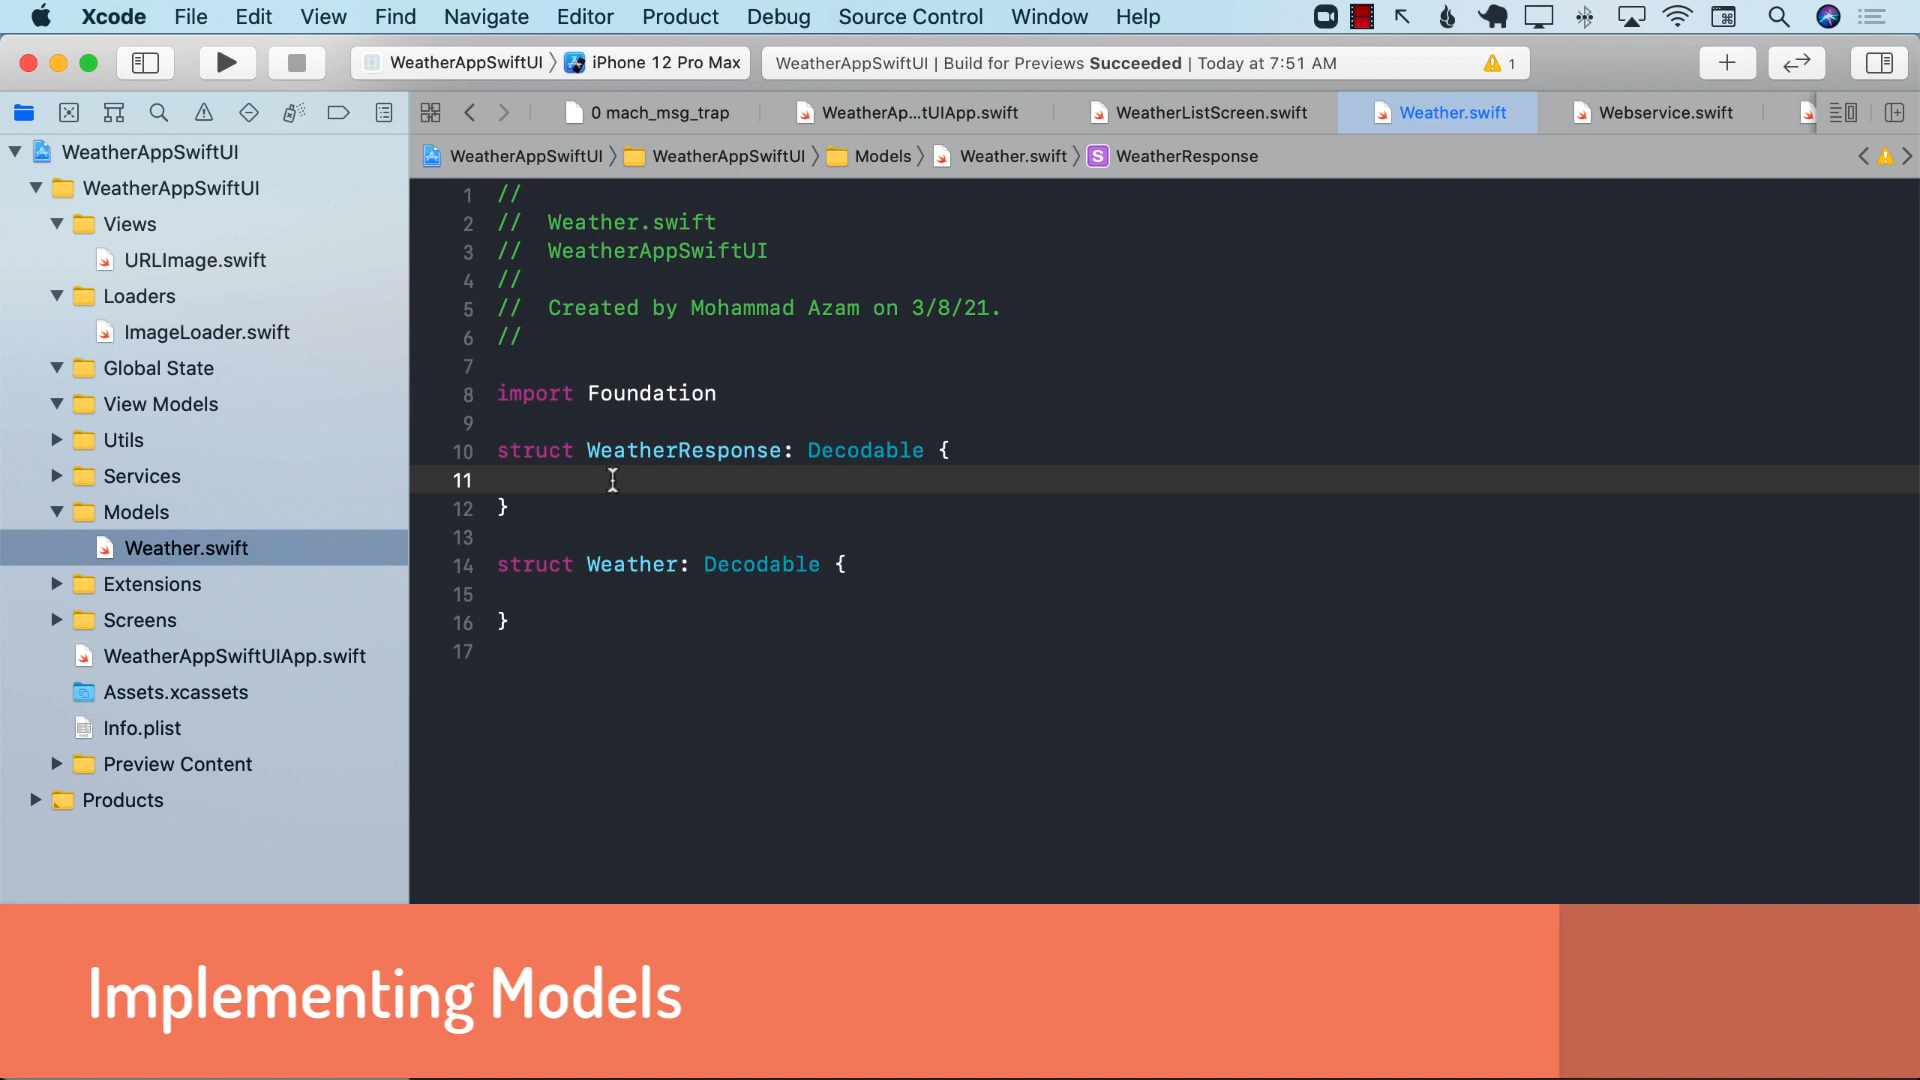 Xcode File Edit View Find Navigate Editor Product Debug Source Control Window Help
WeatherAppSwiftUI iPhone 12 Pro Max WeatherAppSwiftUI | Build for Previews Succeeded | Today at 7:51 AM 1
0 mach_msg_trap WeatherAp...tUIApp.swift WeatherListScreen.swift Weather.swift Webservice.swift
WeatherAppSwiftUI WeatherAppSwiftUI Models Weather.swift S WeatherResponse
WeatherAppSwiftUI
WeatherAppSwiftUI
Views
URLImage.swift
Loaders
ImageLoader.swift
Global State
View Models
Utils
Services
Models
Weather.swift
Extensions
Screens
WeatherAppSwiftUIApp.swift
Assets.xcassets
Info.plist
Preview Content
Products
1 //
2 // Weather.swift
3 // WeatherAppSwiftUI
4 //
5 // Created by Mohammad Azam on 3/8/21.
6 //
7
8 import Foundation
9
10 struct WeatherResponse: Decodable {
11
12 }
13
14 struct Weather: Decodable {
15
16 }
17
Implementing Models